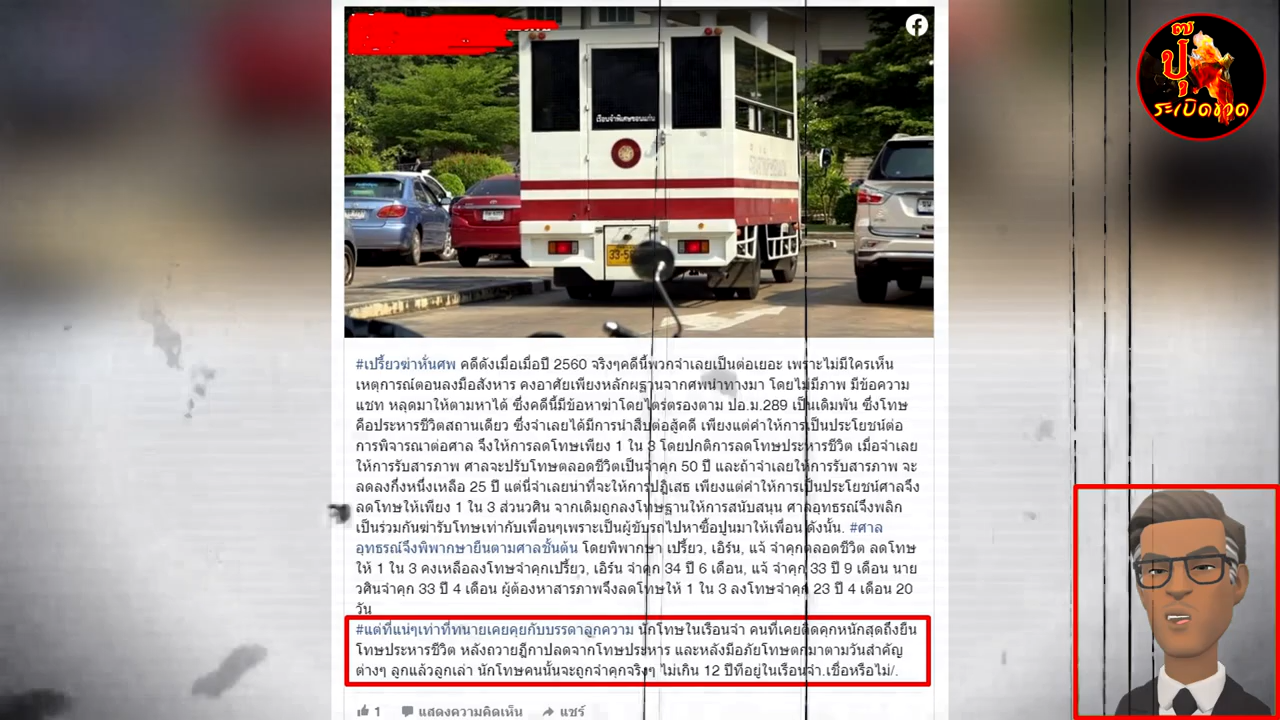 ปุ๊
ระเบิดขวด
เรือนจำพิเศษขอนแก่น
#เปรี้ยวฆ่าหั่นศพ คดีดังเมื่อเมื่อปี 2560 จริงๆคดีนี้พวกจำเลยเป็นต่อเยอะ เพราะไม่มีใครเห็น
เหตุการณ์ตอนลงมือสังหาร คงอาศัยเพียงหลักฐานจากศพนำทางมา โดยไม่มีภาพ มีข้อความ
แชท หลุดมาให้ตามหาได้ ซึ่งคดีนี้มีข้อหาฆ่าโดยไตร่ตรองตาม ปอ.ม.289 เป็นเดิมพัน ซึ่งโทษ
คือประหารชีวิตสถานเดียว ซึ่งจำเลยได้มีการนำสืบต่อสู้คดี เพียงแต่คำให้การเป็นประโยชน์ต่อ
การพิจารณาต่อศาล จึงให้การลดโทษเพียง 1 ใน 3 โดยปกติการลดโทษประหารชีวิต เมื่อจำเลย
ให้การรับสารภาพ ศาลจะปรับโทษตลอดชีวิตเป็นจำคุก 50 ปี และถ้าจำเลยให้การรับสารภาพ จะ
ลดลงกึ่งหนึ่งเหลือ 25 ปี แต่นี่จำเลยน่าที่จะให้การปฏิเสธ เพียงแต่คำให้การเป็นประโยชน์ศาลจึง
ลดโทษให้เพียง 1 ใน 3 ส่วนวศิน จากเดิมถูกลงโทษฐานให้การสนับสนุน ศาลอุทธรณ์จึงพลิก
เป็นร่วมกันฆ่ารับโทษเท่ากับเพื่อนๆเพราะเป็นผู้ขับรถไปหาซื้อปูนมาให้เพื่อน ดังนั้น. #ศาล
อุทธรณ์จึงพิพากษายืนตามศาลชั้นต้น โดยพิพากษา เปรี้ยว, เอิร์น, แจ้ จำคุกตลอดชีวิต ลดโทษ
ให้ 1 ใน 3 คงเหลือลงโทษจำคุกเปรี้ยว, เอิร์น จำคุก 34 ปี 6 เดือน, แจ้ จำคุก 33 ปี 9 เดือน นาย
วศินจำคุก 33 ปี 4 เดือน ผู้ต้องหาสารภาพจึงลดโทษให้ 1 ใน 3 ลงโทษจำคุก 23 ปี 4 เดือน 20
วัน
#แต่ที่แน่ๆเท่าที่ทนายเคยคุยกับบรรดาลูกความ นักโทษในเรือนจำ คนที่เคยติดคุกหนักสุดถึงยืน
โทษประหารชีวิต หลังถวายฎีกาปลดจากโทษประหาร และหลังมีอภัยโทษตกมาตามวันสำคัญ
ต่างๆ ลูกแล้วลูกเล่า นักโทษคนนั้นจะถูกจำคุกจริงๆ ไม่เกิน 12 ปีที่อยู่ในเรือนจำ.เชื่อหรือไม่/.
1 แสดงความคิดเห็น แชร์